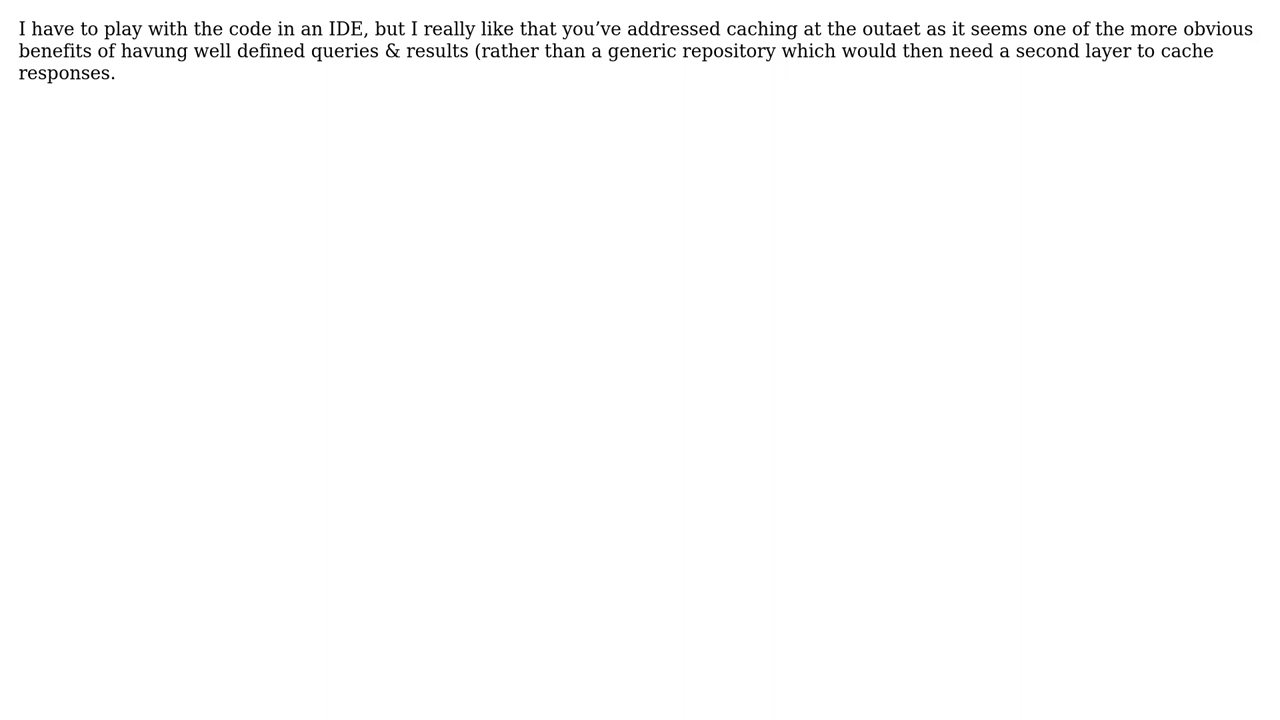 I have to play with the code in an IDE, but I really like that you’ve addressed caching at the outaet as it seems one of the more obvious
benefits of havung well defined queries & results (rather than a generic repository which would then need a second layer to cache
responses.